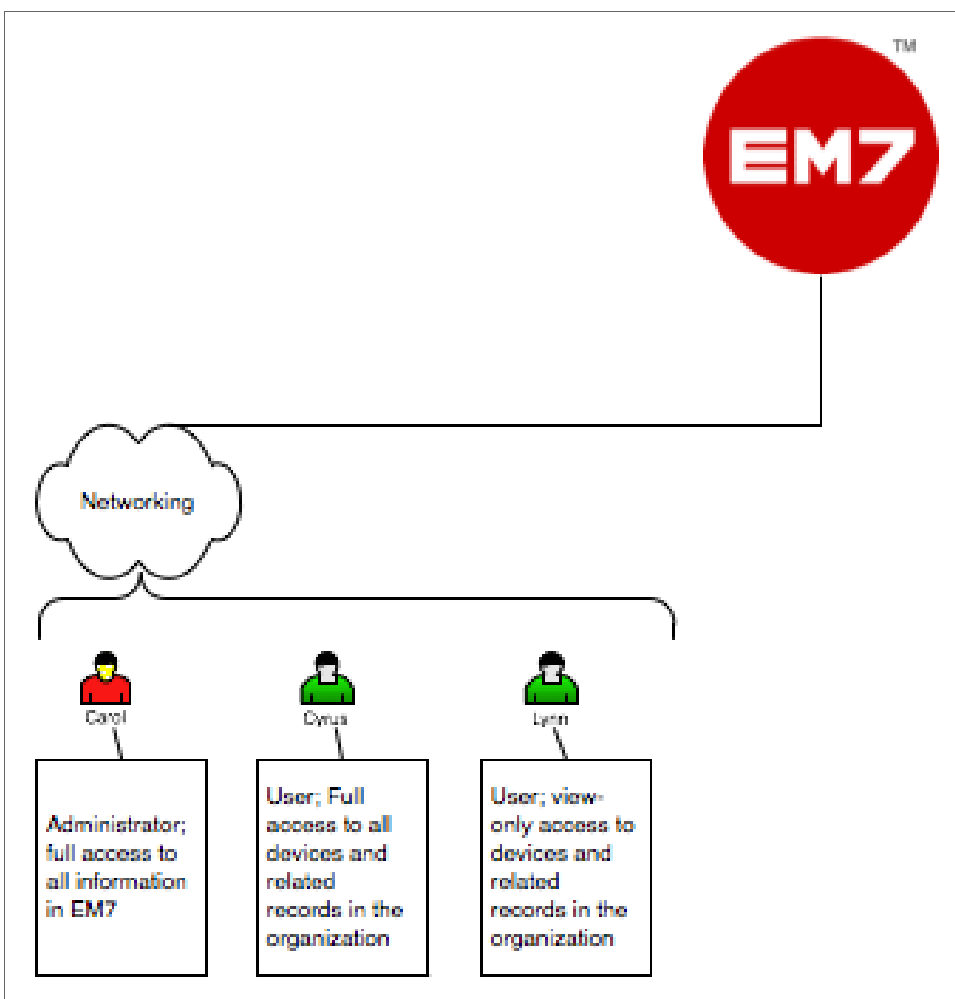 TM
EM7
Networking
Carol
Cyrus
Lynn
Administrator;
full access to
all information
in EM7
User; Full
access to all
devices and
related
records in the
organization
User; view-
only access to
devices and
related
records in the
organization